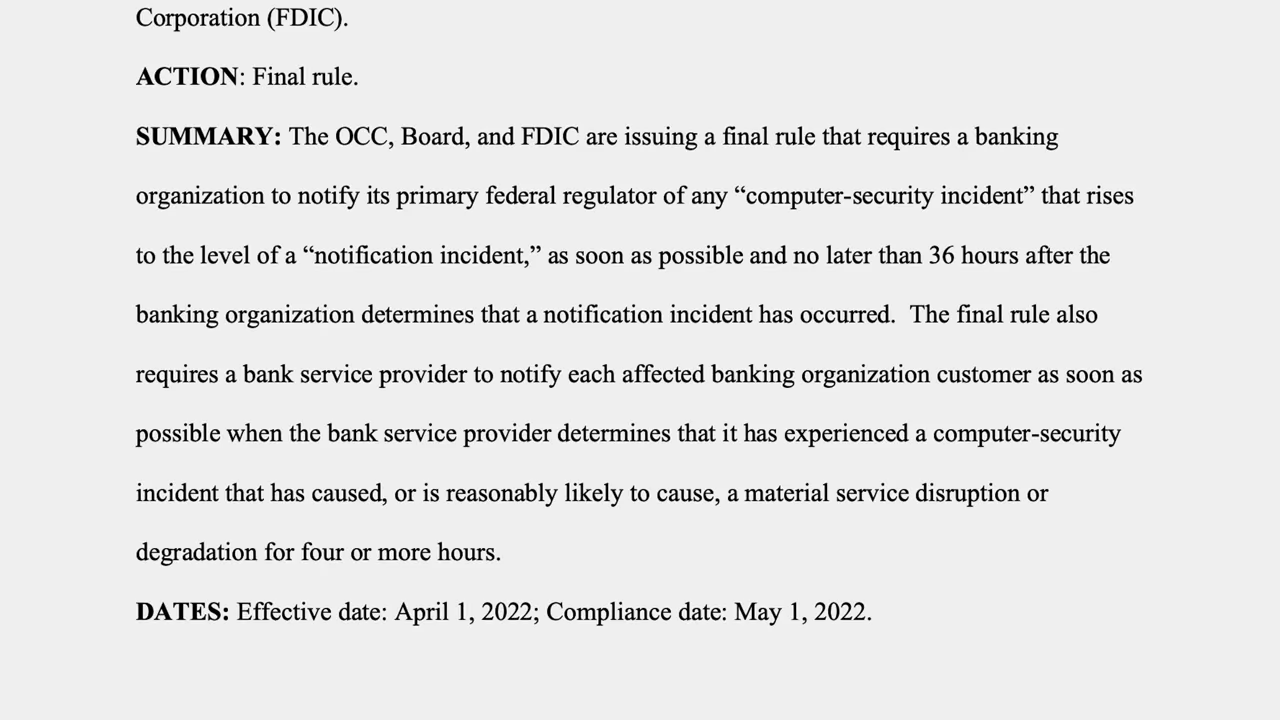 Corporation (FDIC).
ACTION: Final rule.
SUMMARY: The OCC, Board, and FDIC are issuing a final rule that requires a banking
organization to notify its primary federal regulator of any “computer-security incident” that rises
to the level of a “notification incident,” as soon as possible and no later than 36 hours after the
banking organization determines that a notification incident has occurred.  The final rule also
requires a bank service provider to notify each affected banking organization customer as soon as
possible when the bank service provider determines that it has experienced a computer-security
incident that has caused, or is reasonably likely to cause, a material service disruption or
degradation for four or more hours.
DATES: Effective date: April 1, 2022; Compliance date: May 1, 2022.